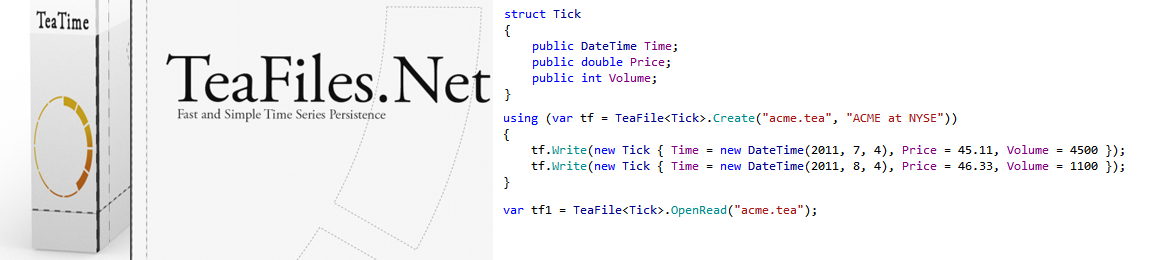 TeaTime
TeaFiles.Net
Fast and Simple Time Series Persistence
struct Tick
{
    public DateTime Time;
    public double Price;
    public int Volume;
}
using (var tf = TeaFile<Tick>.Create("acme.tea", "ACME at NYSE"))
{
    tf.Write(new Tick { Time = new DateTime(2011, 7, 4), Price = 45.11, Volume = 4500 });
    tf.Write(new Tick { Time = new DateTime(2011, 8, 4), Price = 46.33, Volume = 1100 });
}
var tf1 = TeaFile<Tick>.OpenRead("acme.tea");